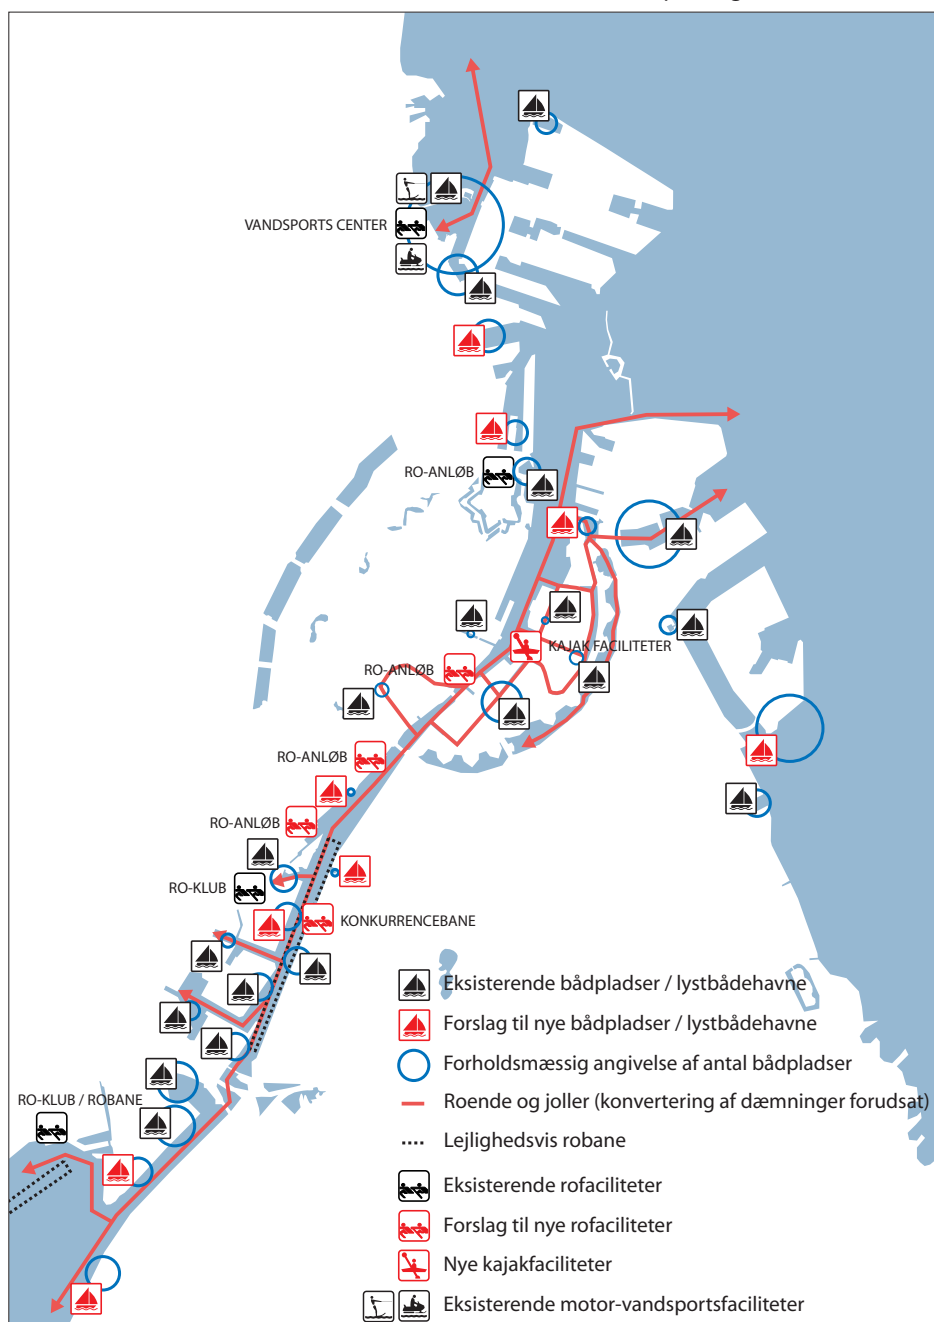 VANDSPORTS CENTER
RO-ANLØB
KAJAK FACILITETER
RO-ANLØB
RO-ANLØB
RO-ANLØB
RO-KLUB
KONKURRENCEBANE
Eksisterende bådpladser / lystbådehavne
Forslag til nye bådpladser / lystbådehavne
Forholdsmæssig angivelse af antal bådpladser
RO-KLUB / ROBANE
Roende og joller (konvertering af dæmninger forudsat)
Lejlighedsvis robane
Eksisterende rofaciliteter
Forslag til nye rofaciliteter
Nye kajakfaciliteter
Eksisterende motor-vandsportsfaciliteter